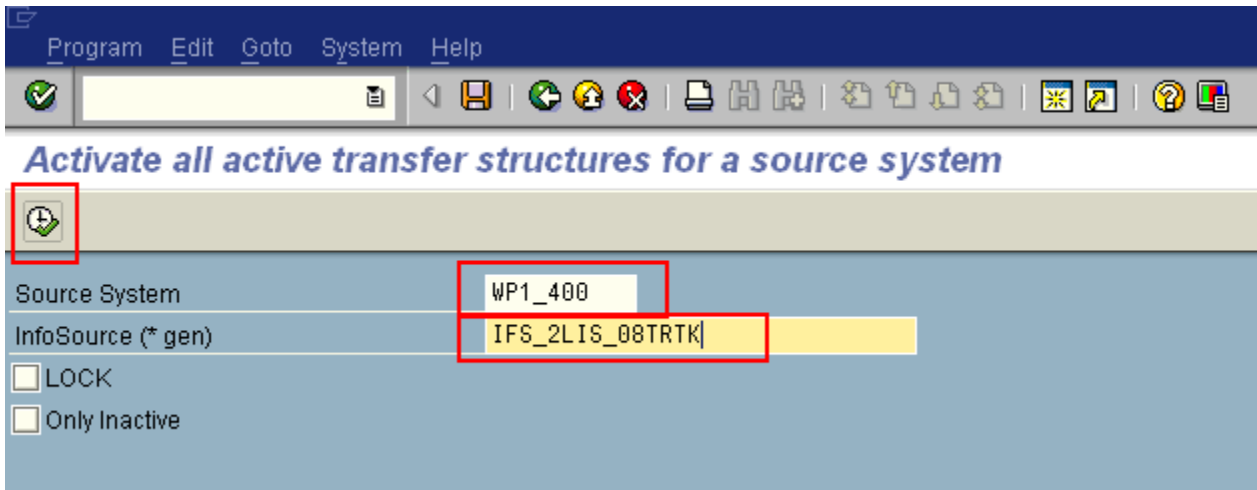 Program Edit Goto System Help
Activate all active transfer structures for a source system
Source System WP1_400
InfoSource (* gen) IFS_2LIS_08TRTK
LOCK
Only Inactive